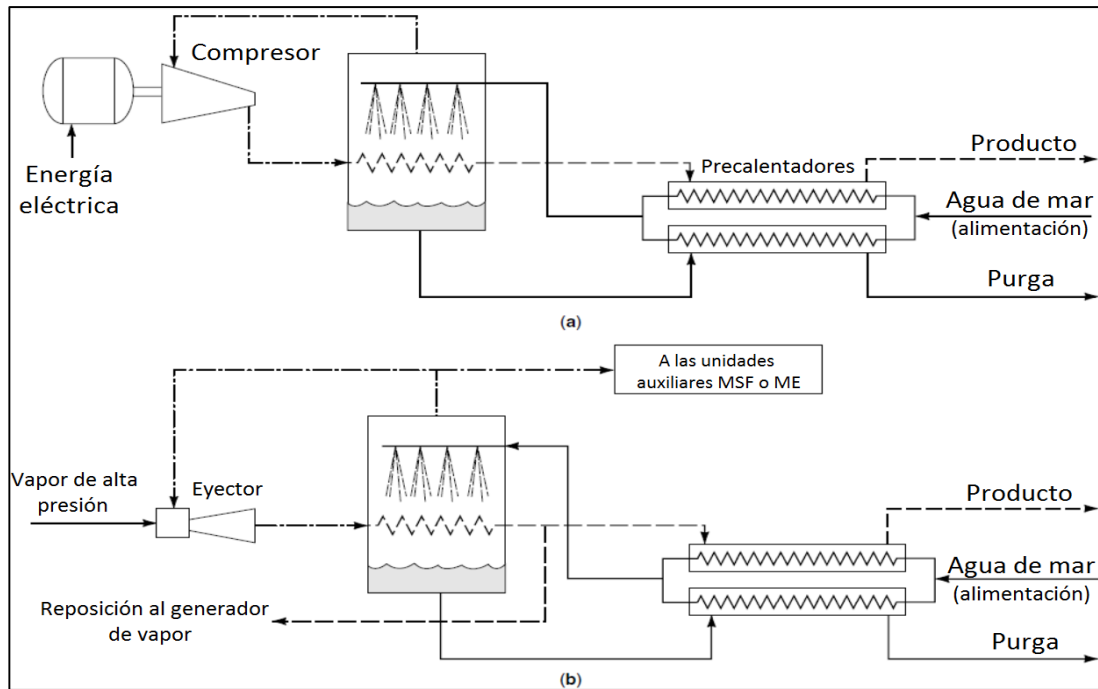 Compresor
Energía
eléctrica
Precalentadores
Producto
Agua de mar
(alimentación)
Purga
(a)
A las unidades
auxiliares MSF o ME
Vapor de alta
presión
Eyector
Producto
Agua de mar
(alimentación)
Reposición al generador
de vapor
Purga
(b)